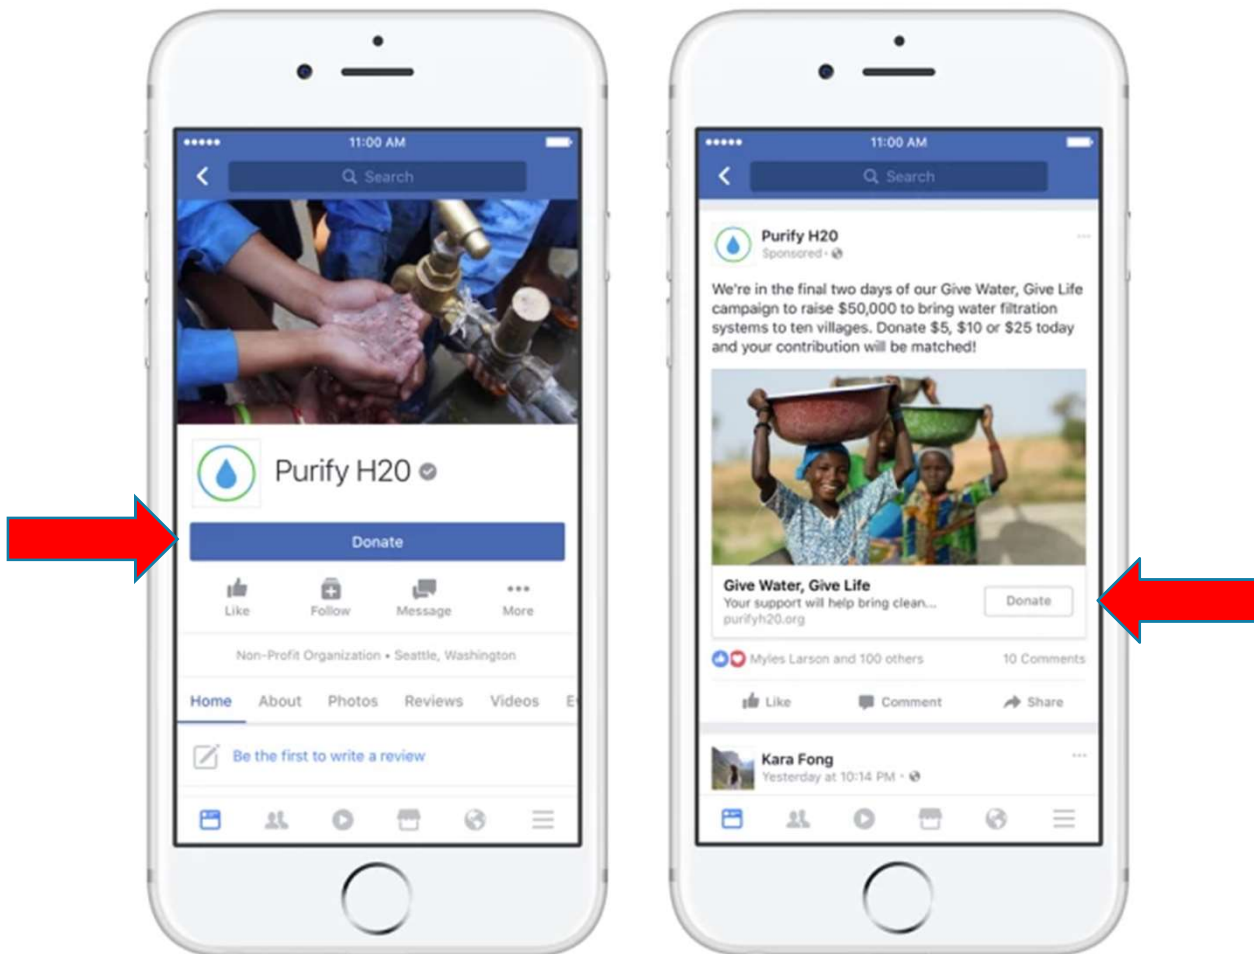 11:00 AM
Search
Purify H20
Donate
Like
Follow
Message
More
Non-Profit Organization • Seattle, Washington
Home About Photos Reviews Videos
Be the first to write a review
11:00 AM
Search
Purify H20
Sponsored ·
We're in the final two days of our Give Water, Give Life
campaign to raise $50,000 to bring water filtration
systems to ten villages. Donate $5, $10 or $25 today
and your contribution will be matched!
Give Water, Give Life
Your support will help bring clean...
purifyh20.org
Donate
Myles Larson and 100 others
10 Comments
Like
Comment
Share
Kara Fong
Yesterday at 10:14 PM ·